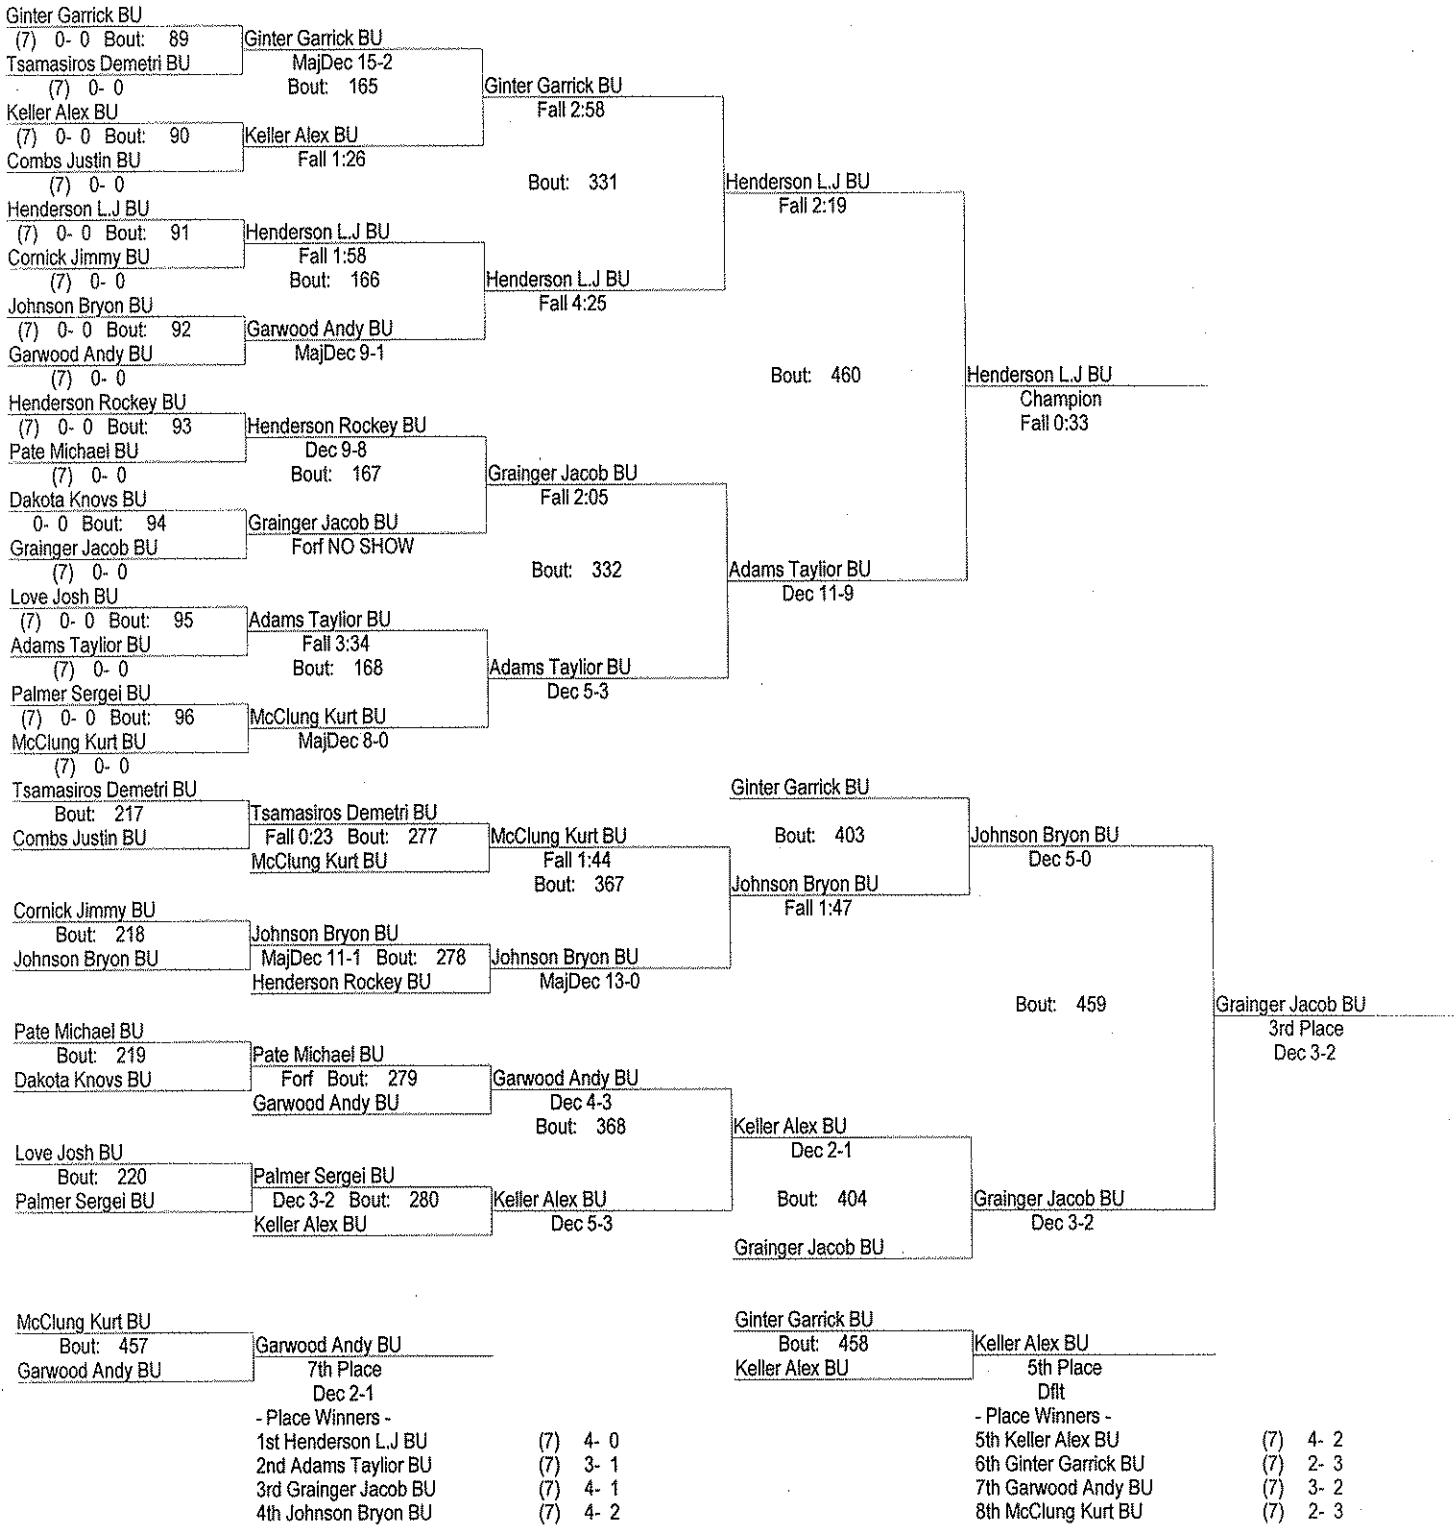 Ginter Garrick BU
(7) 0- 0 Bout: 89
Tsamasiros Demetri BU
(7) 0- 0
Keller Alex BU
(7) 0- 0 Bout: 90
Combs Justin BU
(7) 0- 0
Henderson L.J BU
(7) 0- 0 Bout: 91
Cornick Jimmy BU
(7) 0- 0
Johnson Bryon BU
(7) 0- 0 Bout: 92
Garwood Andy BU
(7) 0- 0
Henderson Rockey BU
(7) 0- 0 Bout: 93
Pate Michael BU
(7) 0- 0
Dakota Knovs BU
0- 0 Bout: 94
Grainger Jacob BU
(7) 0- 0
Love Josh BU
(7) 0- 0 Bout: 95
Adams Taylior BU
(7) 0- 0
Palmer Sergei BU
(7) 0- 0 Bout: 96
McClung Kurt BU
(7) 0- 0
Ginter Garrick BU
MajDec 15-2
Bout: 165
Keller Alex BU
Fall 1:26
Henderson L.J BU
Fall 1:58
Bout: 166
Garwood Andy BU
MajDec 9-1
Henderson Rockey BU
Dec 9-8
Bout: 167
Grainger Jacob BU
Forf NO SHOW
Adams Taylior BU
Fall 3:34
Bout: 168
McClung Kurt BU
MajDec 8-0
Ginter Garrick BU
Fall 2:58
Bout: 331
Henderson L.J BU
Fall 4:25
Grainger Jacob BU
Fall 2:05
Bout: 332
Adams Taylior BU
Dec 5-3
Henderson L.J BU
Fall 2:19
Bout: 460
Adams Taylior BU
Dec 11-9
Henderson L.J BU
Champion
Fall 0:33
Tsamasiros Demetri BU
Bout: 217
Combs Justin BU
Cornick Jimmy BU
Bout: 218
Johnson Bryon BU
Pate Michael BU
Bout: 219
Dakota Knovs BU
Love Josh BU
Bout: 220
Palmer Sergei BU
Tsamasiros Demetri BU
Fall 0:23 Bout: 277
McClung Kurt BU
Johnson Bryon BU
MajDec 11-1 Bout: 278
Henderson Rockey BU
Pate Michael BU
Forf Bout: 279
Garwood Andy BU
Palmer Sergei BU
Dec 3-2 Bout: 280
Keller Alex BU
McClung Kurt BU
Fall 1:44
Bout: 367
Johnson Bryon BU
MajDec 13-0
Garwood Andy BU
Dec 4-3
Bout: 368
Keller Alex BU
Dec 5-3
Ginter Garrick BU
Bout: 403
Johnson Bryon BU
Fall 1:47
Keller Alex BU
Dec 2-1
Bout: 404
Grainger Jacob BU
Johnson Bryon BU
Dec 5-0
Bout: 459
Grainger Jacob BU
Dec 3-2
Grainger Jacob BU
3rd Place
Dec 3-2
McClung Kurt BU
Bout: 457
Garwood Andy BU
Garwood Andy BU
7th Place
Dec 2-1
Ginter Garrick BU
Bout: 458
Keller Alex BU
Keller Alex BU
5th Place
Dflt
- Place Winners -
1st Henderson L.J BU (7) 4- 0
2nd Adams Taylior BU (7) 3- 1
3rd Grainger Jacob BU (7) 4- 1
4th Johnson Bryon BU (7) 4- 2
- Place Winners -
5th Keller Alex BU (7) 4- 2
6th Ginter Garrick BU (7) 2- 3
7th Garwood Andy BU (7) 3- 2
8th McClung Kurt BU (7) 2- 3